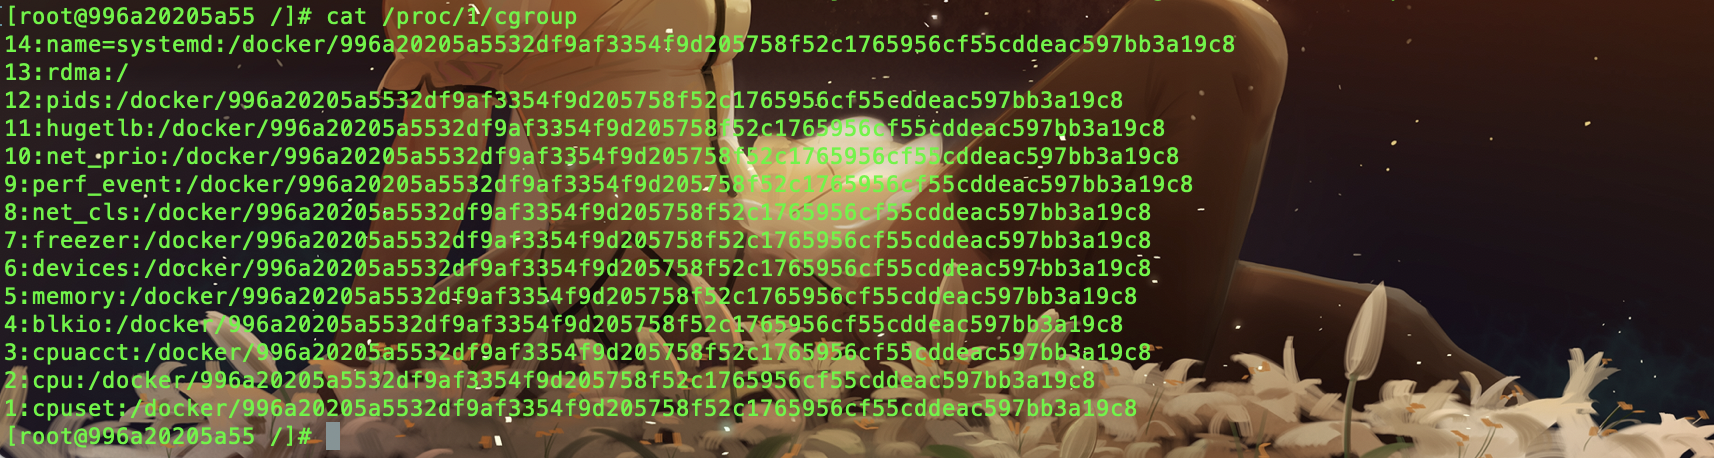 [root@996a20205a55 /]# cat /proc/1/cgroup
14:name=systemd:/docker/996a20205a5532df9af3354f9d205758f52c1765956cf55cddeac597bb3a19c8
13:rdma:/
12:pids:/docker/996a20205a5532df9af3354f9d205758f52c1765956cf55cddeac597bb3a19c8
11:hugetlb:/docker/996a20205a5532df9af3354f9d205758f52c1765956cf55cddeac597bb3a19c8
10:net_prio:/docker/996a20205a5532df9af3354f9d205758f52c1765956cf55cddeac597bb3a19c8
9:perf_event:/docker/996a20205a5532df9af3354f9d205758f52c1765956cf55cddeac597bb3a19c8
8:net_cls:/docker/996a20205a5532df9af3354f9d205758f52c1765956cf55cddeac597bb3a19c8
7:freezer:/docker/996a20205a5532df9af3354f9d205758f52c1765956cf55cddeac597bb3a19c8
6:devices:/docker/996a20205a5532df9af3354f9d205758f52c1765956cf55cddeac597bb3a19c8
5:memory:/docker/996a20205a5532df9af3354f9d205758f52c1765956cf55cddeac597bb3a19c8
4:blkio:/docker/996a20205a5532df9af3354f9d205758f52c1765956cf55cddeac597bb3a19c8
3:cpuacct:/docker/996a20205a5532df9af3354f9d205758f52c1765956cf55cddeac597bb3a19c8
2:cpu:/docker/996a20205a5532df9af3354f9d205758f52c1765956cf55cddeac597bb3a19c8
1:cpuset:/docker/996a20205a5532df9af3354f9d205758f52c1765956cf55cddeac597bb3a19c8
[root@996a20205a55 /]#